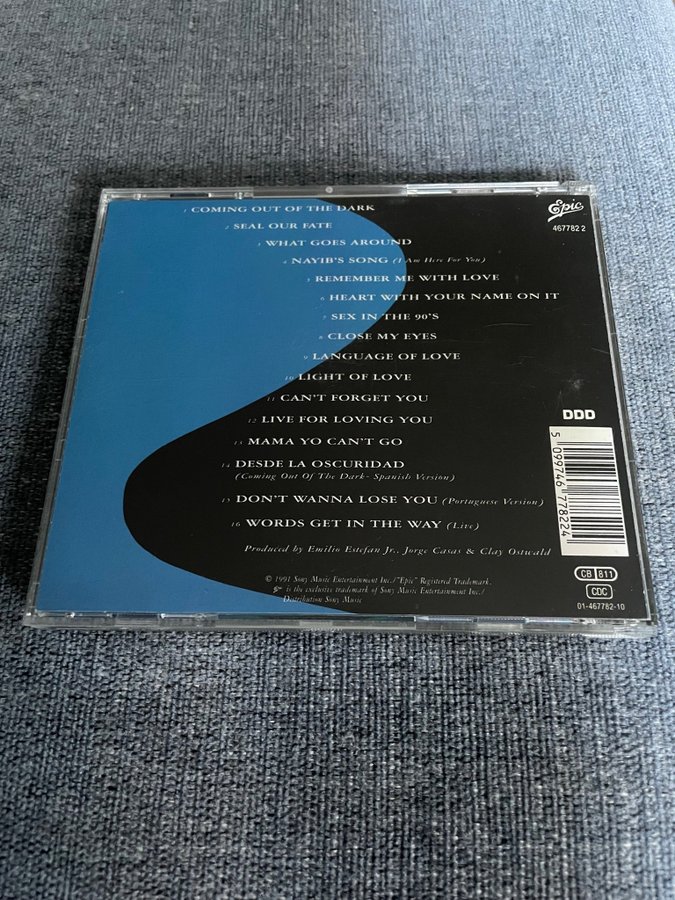 1 COMING OUT OF THE DARK
2 SEAL OUR FATE
3 WHAT GOES AROUND
4 NAYIB'S SONG (I Am Here For You)
5 REMEMBER ME WITH LOVE
6 HEART WITH YOUR NAME ON IT
7 SEX IN THE 90'S
8 CLOSE MY EYES
9 LANGUAGE OF LOVE
10 LIGHT OF LOVE
11 CAN'T FORGET YOU
12 LIVE FOR LOVING YOU
13 MAMA YO CAN'T GO
14 DESDE LA OSCURIDAD
(Coming Out Of The Dark- Spanish Version)
15 DON'T WANNA LOSE YOU (Portuguese Version)
16 WORDS GET IN THE WAY (Live)
Produced by Emilio Estefan Jr., Jorge Casas & Clay Ostwald
© 1991 Sony Music Entertainment Inc./"Epic" Registered Trademark.
is the exclusive trademark of Sony Music Entertainment Inc./
Distribution Sony Music
Epic
467782 2
DDD
5 099746 778224
CB 811
CDC
01-467782-10